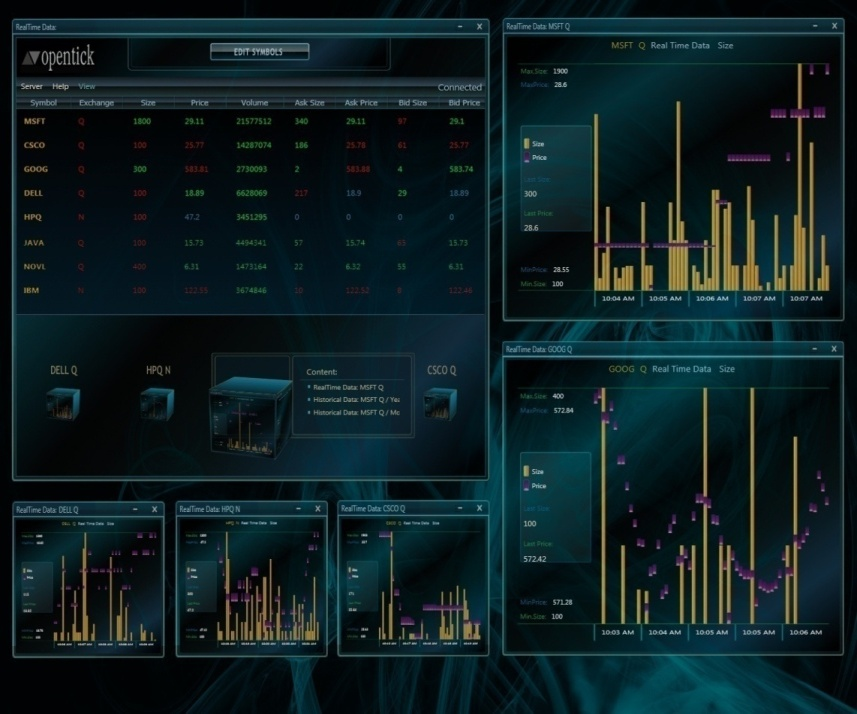 RealTime Data:
opentick
EDIT SYMBOLS
Server Help View Connected
Symbol Exchange Size Price Volume Ask Size Ask Price Bid Size Bid Price
MSFT Q 1800 29.11 21577512 340 29.11 97 29.1
CSCO Q 100 25.77 14287074 186 25.78 61 25.77
GOOG Q 300 583.81 2730093 2 583.88 4 583.74
DELL Q 100 18.89 6628069 217 18.9 29 18.89
HPQ N 100 47.2 3451295 0 0 0 0
JAVA Q 100 15.73 4494341 57 15.74 65 15.73
NOVL Q 400 6.31 1473164 22 6.32 55 6.31
IBM N 100 122.55 3674846 10 122.52 8 122.46
DELL Q
HPQ N
Content:
RealTime Data: MSFT Q
Historical Data: MSFT Q / Yaz
Historical Data: MSFT Q / Mc
CSCO Q
RealTime Data: MSFT Q
MSFT Q Real Time Data Size
Max.Size: 1900
MaxPrice: 28.6
Size
Price
Last Size:
300
Last Price:
28.6
MinPrice: 28.55
Min.Size: 100
10:04 AM 10:05 AM 10:06 AM 10:07 AM 10:07 AM
RealTime Data: GOOG Q
GOOG Q Real Time Data Size
Max.Size: 400
MaxPrice: 572.84
Size
Price
Last Size:
100
Last Price:
572.42
MinPrice: 571.28
Min.Size: 100
10:03 AM 10:04 AM 10:05 AM 10:05 AM 10:06 AM
RealTime Data: DELL Q
DELL Q Real Time Data Size
Size
Price
RealTime Data: HPQ N
HPQ N Real Time Data Size
Size
Price
RealTime Data: CSCO Q
CSCO Q Real Time Data Size
Size
Price